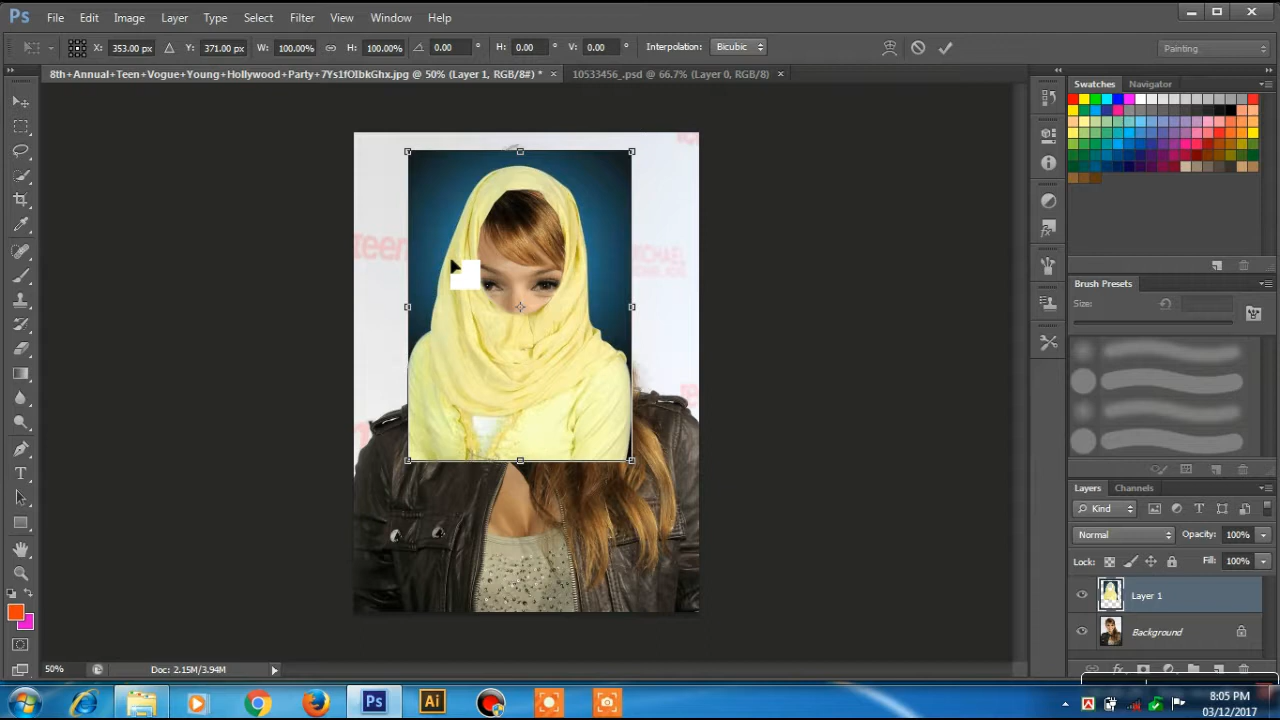 Ps File Edit Image Layer Type Select Filter View Window Help
X: 353.00 px Y: 371.00 px W: 100.00% H: 100.00% 0.00 ° H: 0.00 ° V: 0.00 ° Interpolation: Bicubic Painting
8th+Annual+Teen+Vogue+Young+Hollywood+Party+7Ys1fOIbkGhx.jpg @ 50% (Layer 1, RGB/8#) * × 10533456_.psd @ 66.7% (Layer 0, RGB/8) ×
Swatches Navigator
teen
MICHAEL
Brush Presets
Size:
Layers Channels
Kind
Normal Opacity: 100%
Lock: Fill: 100%
Layer 1
Background
50% Doc: 2.15M/3.94M
Ps Ai
8:05 PM
03/12/2017